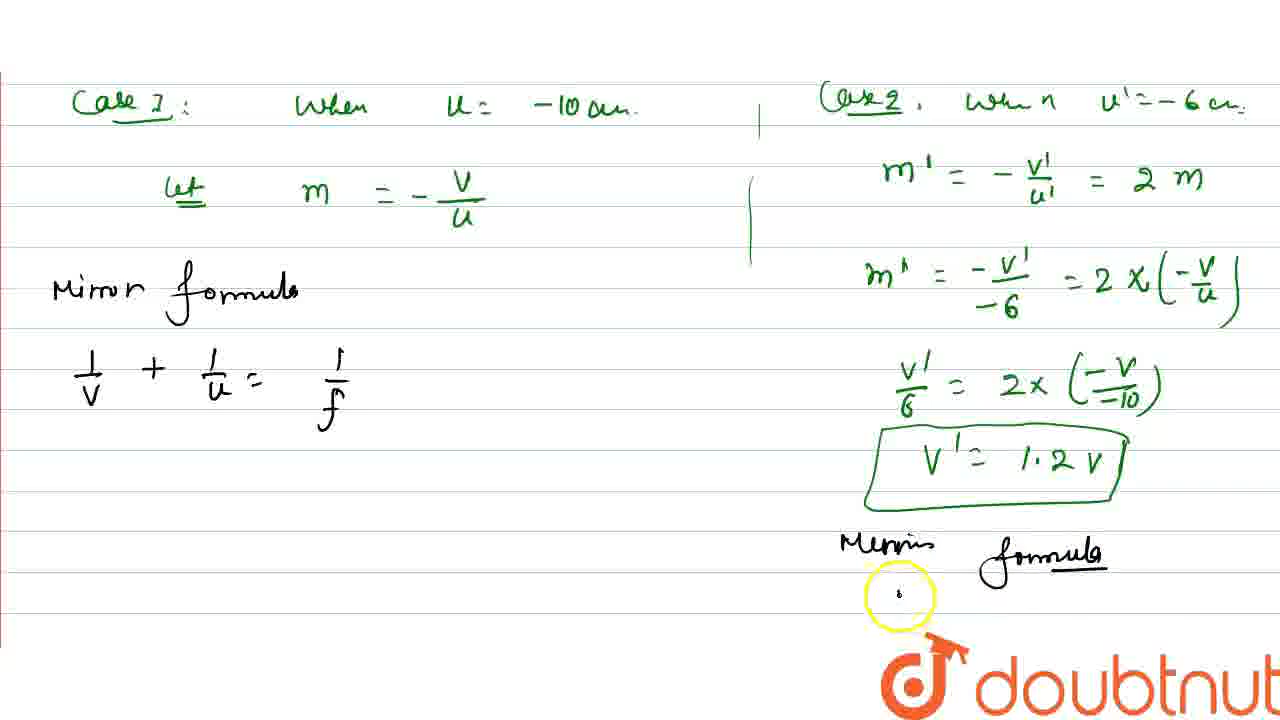 Case I : When u = -10 cm.
Let m = - v/u
Mirror formula
1/v + 1/u = 1/f
Case 2. When u' = - 6 cm.
m' = - v'/u' = 2 m
m' = -v'/-6 = 2 × (-v/u)
v'/6 = 2 × (-v/-10)
v' = 1.2 v
formula
doubtnut